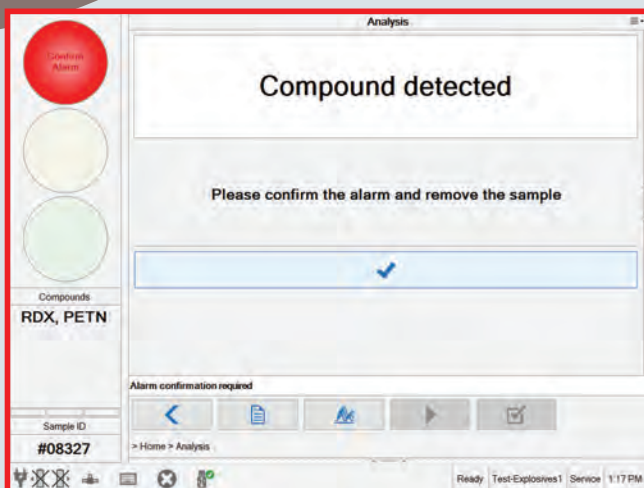 Analysis
Confirm
Alarm
Compound detected
Please confirm the alarm and remove the sample
Compounds
RDX, PETN
Alarm confirmation required
Sample ID
#08327
> Home > Analysis
Ready Test-Explosives1 Service 1:17 PM